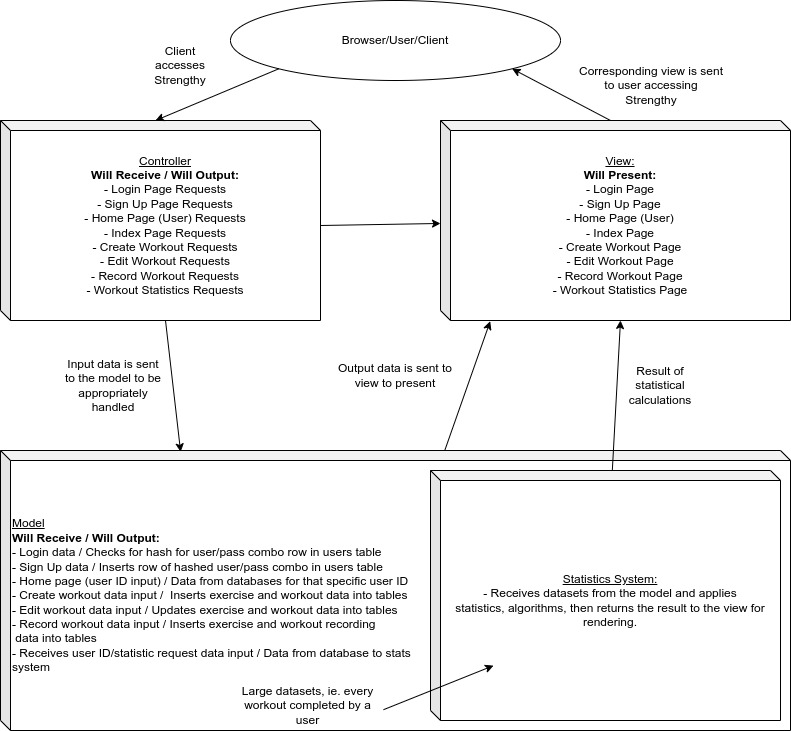 Browser/User/Client
Client
accesses
Strengthy
Corresponding view is sent
to user accessing
Strengthy
Controller
Will Receive / Will Output:
- Login Page Requests
- Sign Up Page Requests
- Home Page (User) Requests
- Index Page Requests
- Create Workout Requests
- Edit Workout Requests
- Record Workout Requests
- Workout Statistics Requests
View:
Will Present:
- Login Page
- Sign Up Page
- Home Page (User)
- Index Page
- Create Workout Page
- Edit Workout Page
- Record Workout Page
- Workout Statistics Page
Input data is sent
to the model to be
appropriately
handled
Output data is sent to
view to present
Result of
statistical
calculations
Model
Will Receive / Will Output:
- Login data / Checks for hash for user/pass combo row in users table
- Sign Up data / Inserts row of hashed user/pass combo in users table
- Home page (user ID input) / Data from databases for that specific user ID
- Create workout data input /  Inserts exercise and workout data into tables
- Edit workout data input / Updates exercise and workout data into tables
- Record workout data input / Inserts exercise and workout recording
data into tables
- Receives user ID/statistic request data input / Data from database to stats
system
Statistics System:
- Receives datasets from the model and applies
statistics, algorithms, then returns the result to the view for
rendering.
Large datasets, ie. every
workout completed by a
user